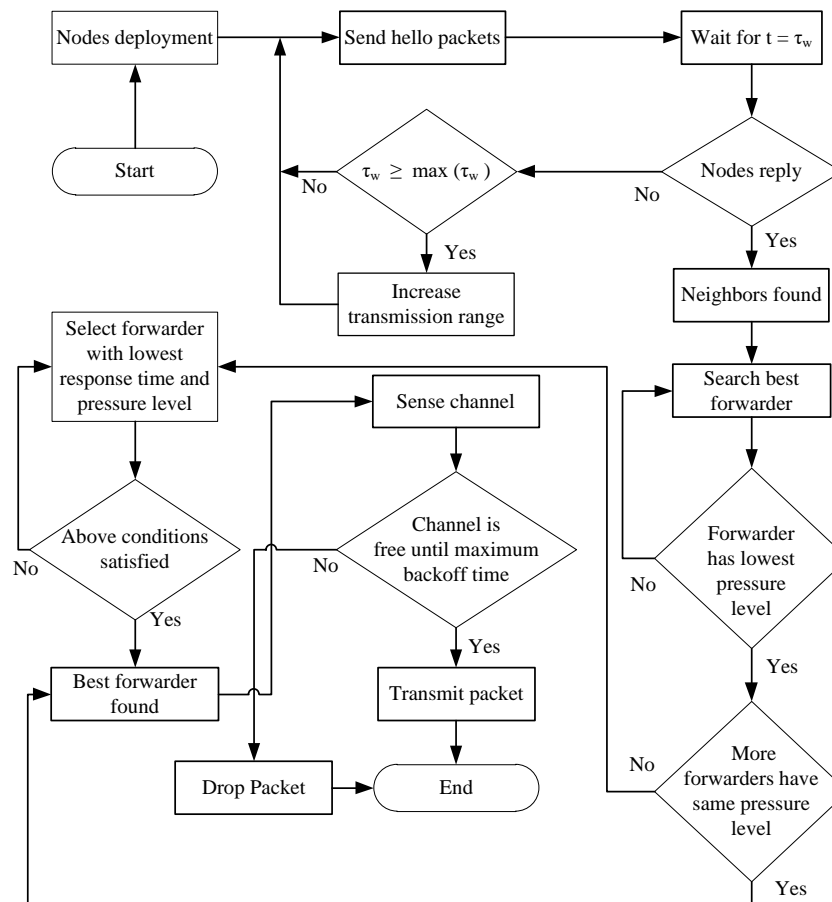 Nodes deployment
Send hello packets
Wait for t = τw
Start
τw ≥ max (τw )
No
Yes
Nodes reply
No
Yes
Increase
transmission range
Neighbors found
Select forwarder
with lowest
response time and
pressure level
Sense channel
Search best
forwarder
Above conditions
satisfied
No
Yes
Channel is
free until maximum
backoff time
No
Yes
Forwarder
has lowest
pressure
level
No
Yes
Best forwarder
found
Transmit packet
Drop Packet
End
More
forwarders have
same pressure
level
No
Yes